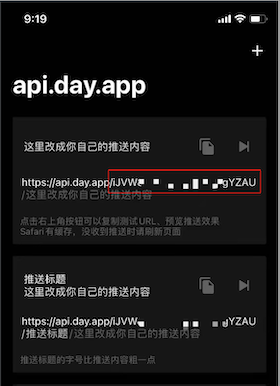 9:19
api.day.app
这里改成你自己的推送内容
https://api.day.app/iJVW
gYZAU
/这里改成你自己的推送内容
点击右上角按钮可以复制测试URL、预览推送效果
Safari有缓存，没收到推送时请刷新页面
推送标题
这里改成你自己的推送内容
https://api.day.app/iJVW
gYZAU
/推送标题/这里改成你自己的推送内容
推送标题的字号比推送内容粗一点